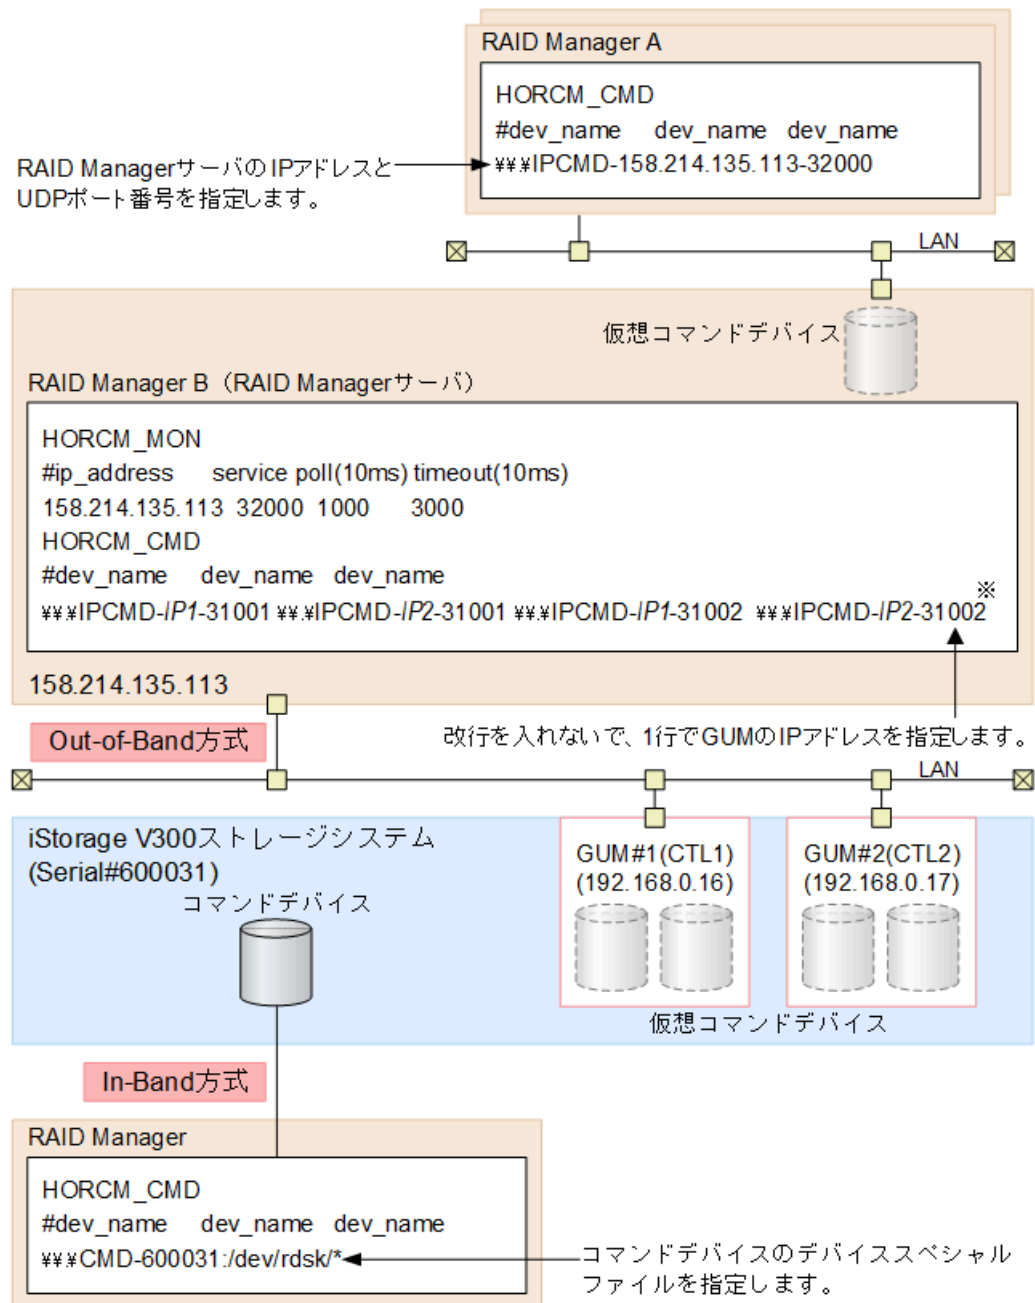 RAID Manager A
HORCM_CMD
#dev_name dev_name dev_name
¥¥.¥IPCMD-158.214.135.113-32000
RAID ManagerサーバのIPアドレスと
UDPポート番号を指定します。
LAN
仮想コマンドデバイス
RAID Manager B（RAID Managerサーバ）
HORCM_MON
#ip_address service poll(10ms) timeout(10ms)
158.214.135.113 32000 1000 3000
HORCM_CMD
#dev_name dev_name dev_name
※
¥¥.¥IPCMD-IP1-31001 ¥¥.¥IPCMD-IP2-31001 ¥¥.¥IPCMD-IP1-31002 ¥¥.¥IPCMD-IP2-31002
158.214.135.113
Out-of-Band方式
改行を入れないで、1行でGUMのIPアドレスを指定します。
LAN
iStorage V300ストレージシステム
(Serial#600031)
コマンドデバイス
GUM#1(CTL1)
(192.168.0.16)
GUM#2(CTL2)
(192.168.0.17)
仮想コマンドデバイス
In-Band方式
RAID Manager
HORCM_CMD
#dev_name dev_name dev_name
¥¥.¥CMD-600031:/dev/rdsk/*
コマンドデバイスのデバイススペシャル
ファイルを指定します。